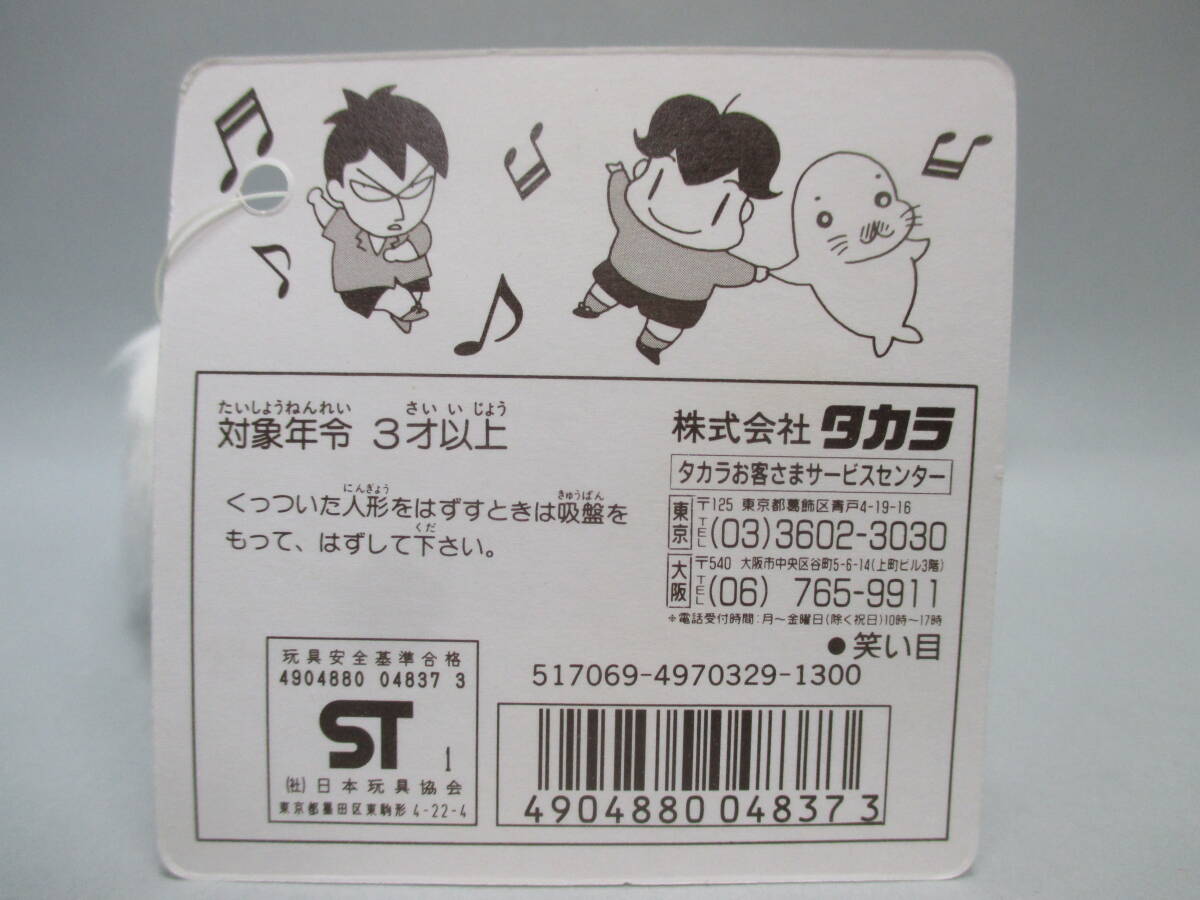 たいしょうねんれい さい い じょう
対象年令 3才以上
にんぎょう きゅうばん
くっついた人形をはずすときは吸盤を
くだ
もって、はずして下さい。
株式会社 タカラ
タカラお客さまサービスセンター
東京 〒125 東京都葛飾区青戸4-19-16
TEL (03)3602-3030
大阪 〒540 大阪市中央区谷町5-6-14(上町ビル3階)
TEL (06) 765-9911
※電話受付時間:月～金曜日(除く祝日)10時～17時
●笑い目
517069-4970329-1300
玩具安全基準合格
4904880 04837 3
ST 1
(社)日本玩具協会
東京都墨田区東駒形 4-22-4
4904880 048373